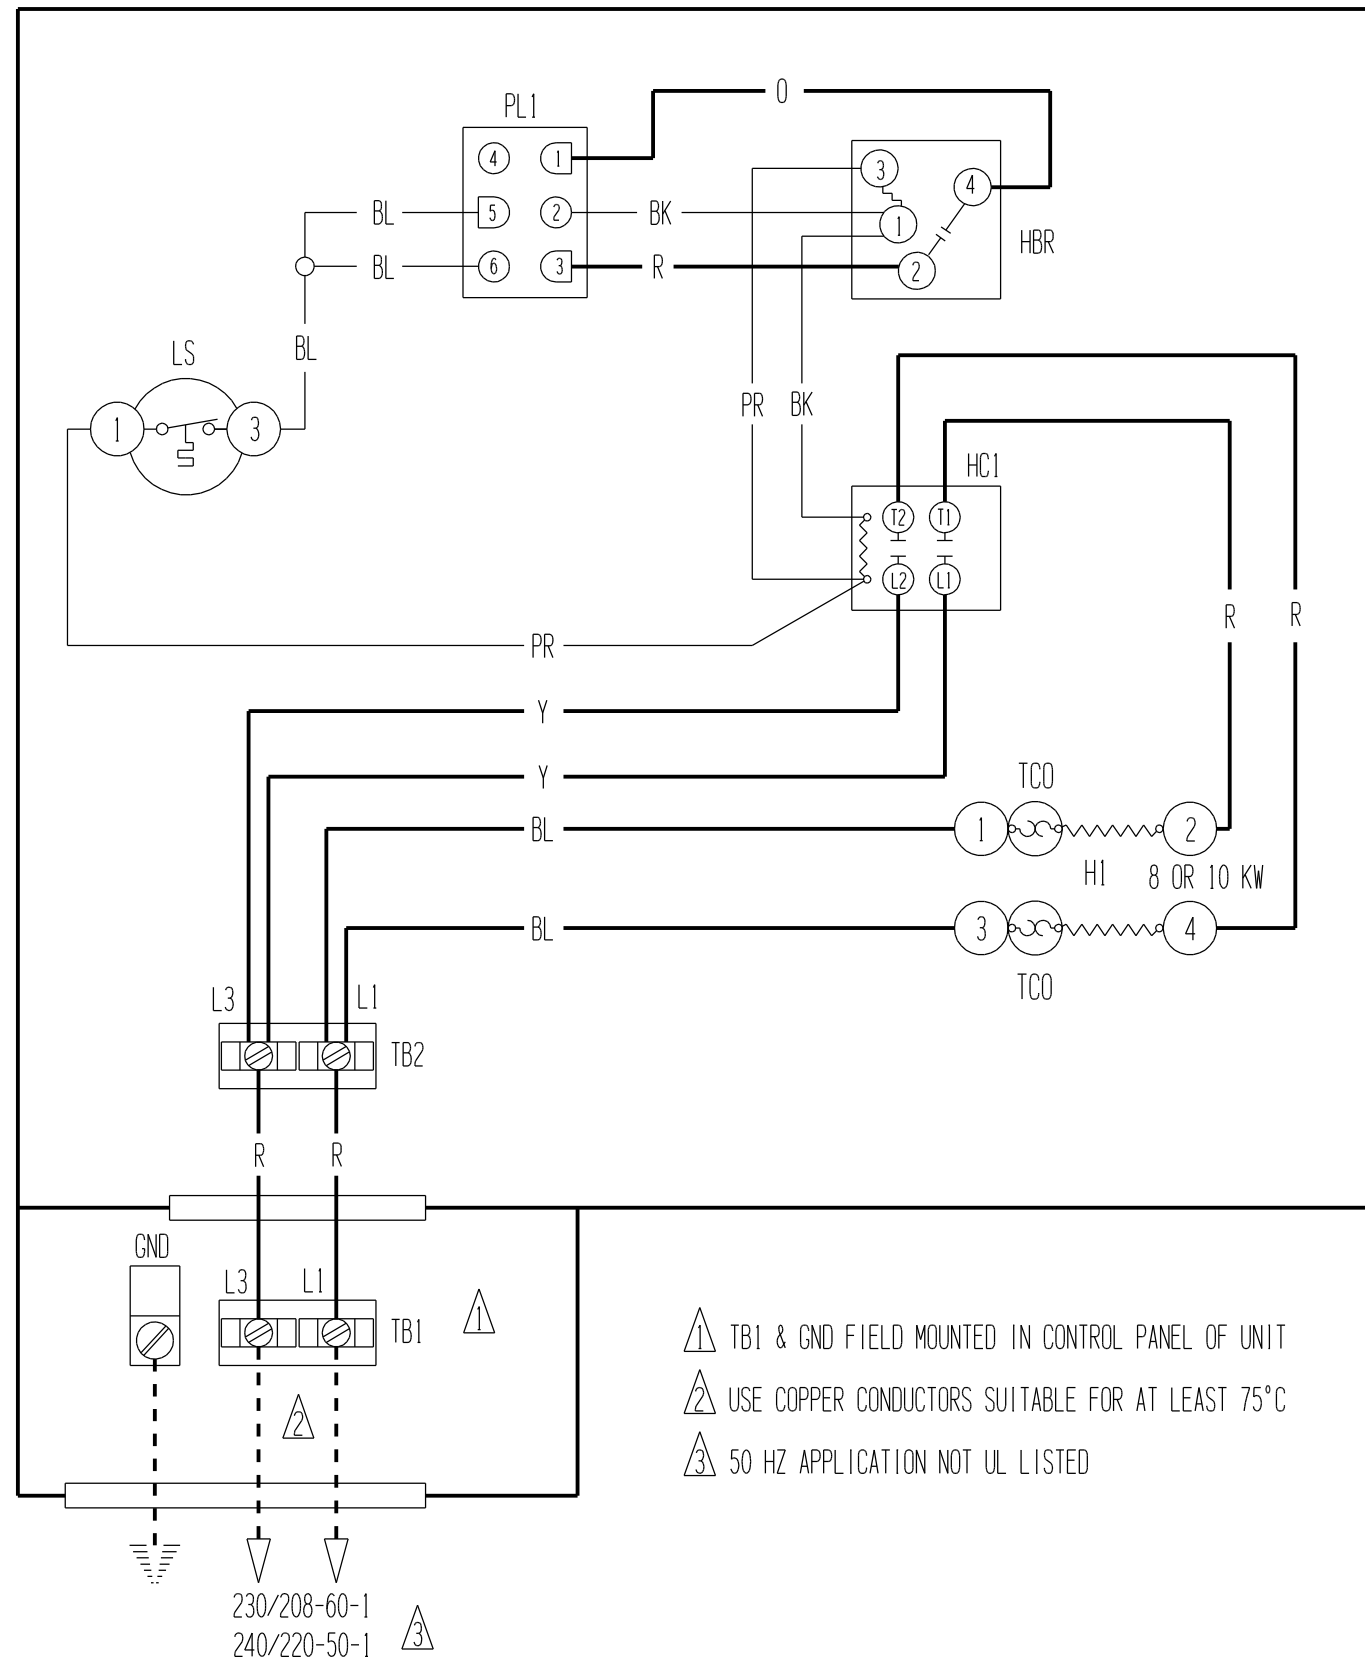 O
PL1
4 1
5 2
6 3
BL
BK
BL
R
3
4
1
2
HBR
LS
BL
1 3
PR BK
HC1
T2 T1
L2 L1
R R
PR
Y
Y
TCO
BL
1 2
H1 8 OR 10 KW
BL
3 4
TCO
L3 L1
TB2
R R
GND
L3 L1
TB1
1
2
1 TB1 & GND FIELD MOUNTED IN CONTROL PANEL OF UNIT
2 USE COPPER CONDUCTORS SUITABLE FOR AT LEAST 75°C
3 50 HZ APPLICATION NOT UL LISTED
230/208-60-1
240/220-50-1
3